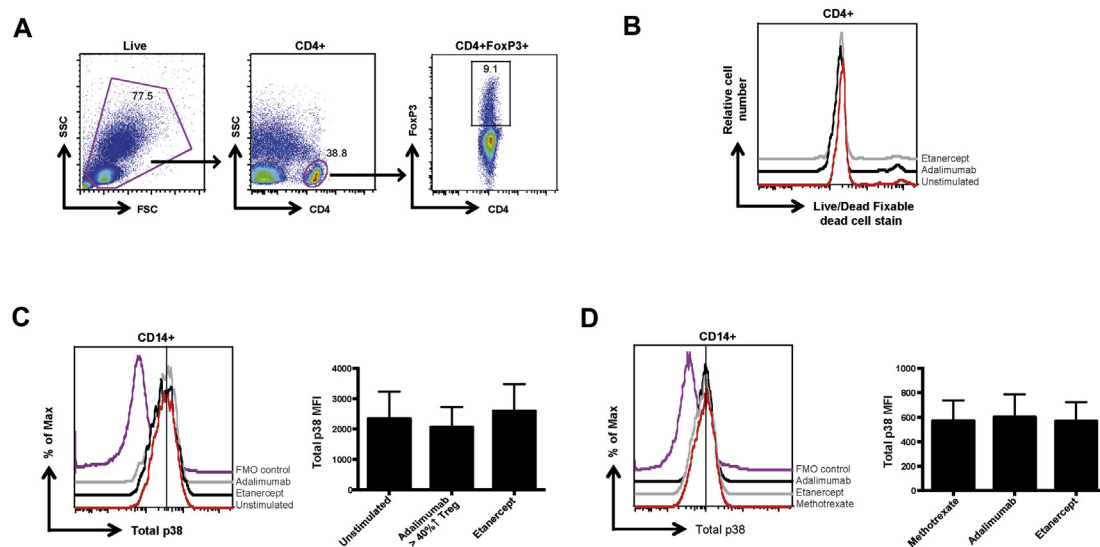 A
Live
77.5
SSC
FSC
CD4+
38.8
SSC
CD4
CD4+FoxP3+
9.1
FoxP3
CD4
B
CD4+
Relative cell
number
Etanercept
Adalimumab
Unstimulated
Live/Dead Fixable
dead cell stain
C
CD14+
% of Max
FMO control
Adalimumab
Etanercept
Unstimulated
Total p38
Total p38 MFI
4000
3000
2000
1000
0
Unstimulated
Adalimumab
> 40%↑ Treg
Etanercept
D
CD14+
% of Max
FMO control
Adalimumab
Etanercept
Methotrexate
Total p38
Total p38 MFI
1000
800
600
400
200
0
Methotrexate
Adalimumab
Etanercept